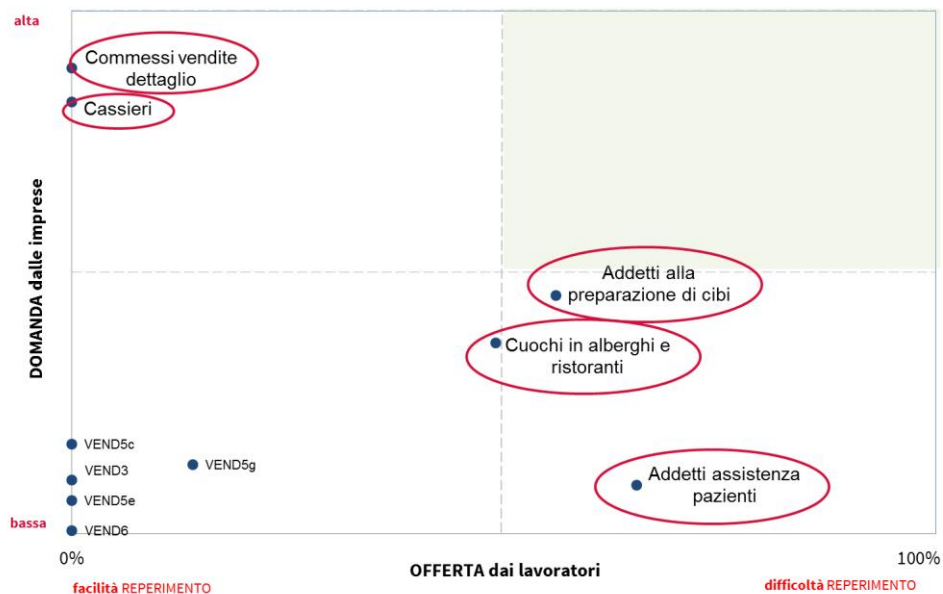 alta
Commessi vendite
dettaglio
Cassieri
DOMANDA dalle imprese
Addetti alla
preparazione di cibi
Cuochi in alberghi e
ristoranti
VEND5c
VEND5g
VEND3
VEND5e
VEND6
Addetti assistenza
pazienti
bassa
0%
OFFERTA dai lavoratori
100%
facilità REPERIMENTO
difficoltà REPERIMENTO